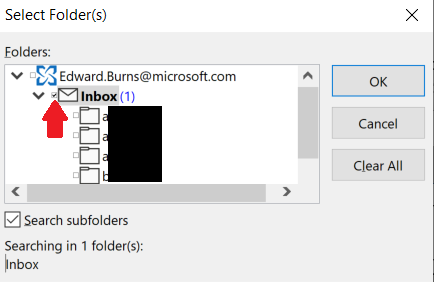 Select Folder(s)
Folders:
Edward.Burns@microsoft.com
OK
Inbox (1)
a
Cancel
a
a
Clear All
b
Search subfolders
Searching in 1 folder(s):
Inbox